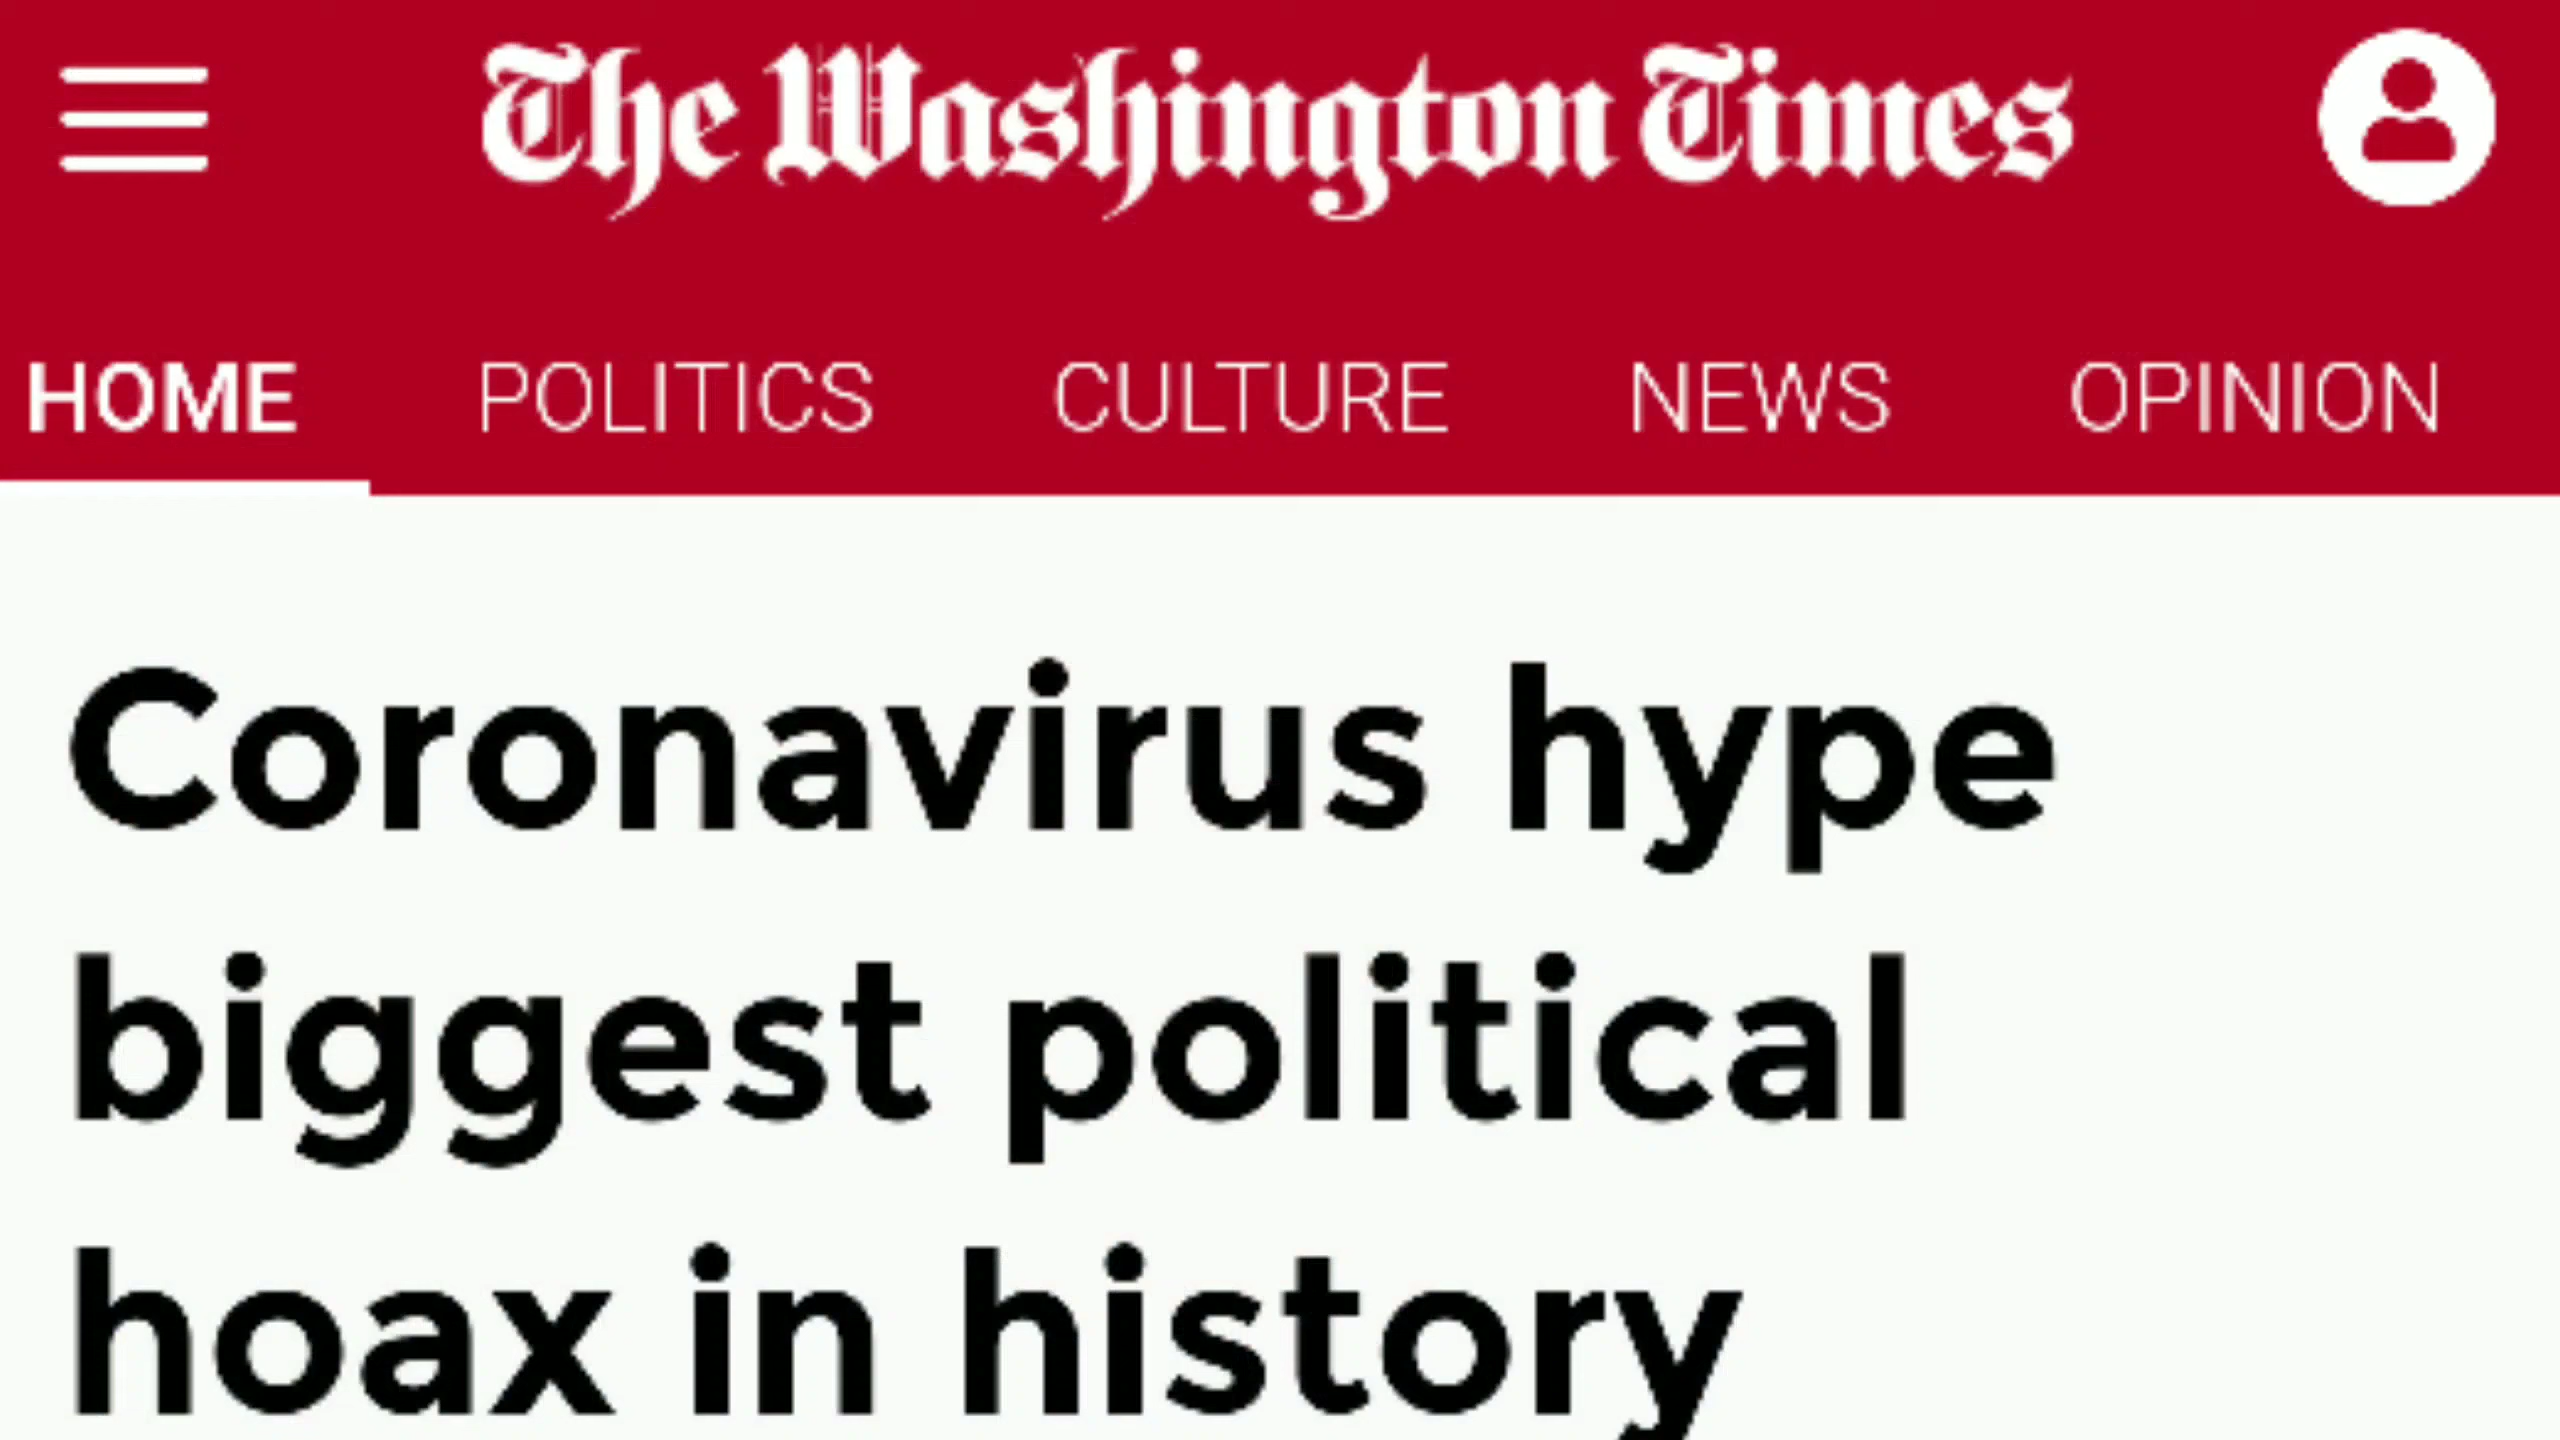 The Washington Times
HOME POLITICS CULTURE NEWS OPINION
Coronavirus hype
biggest political
hoax in history